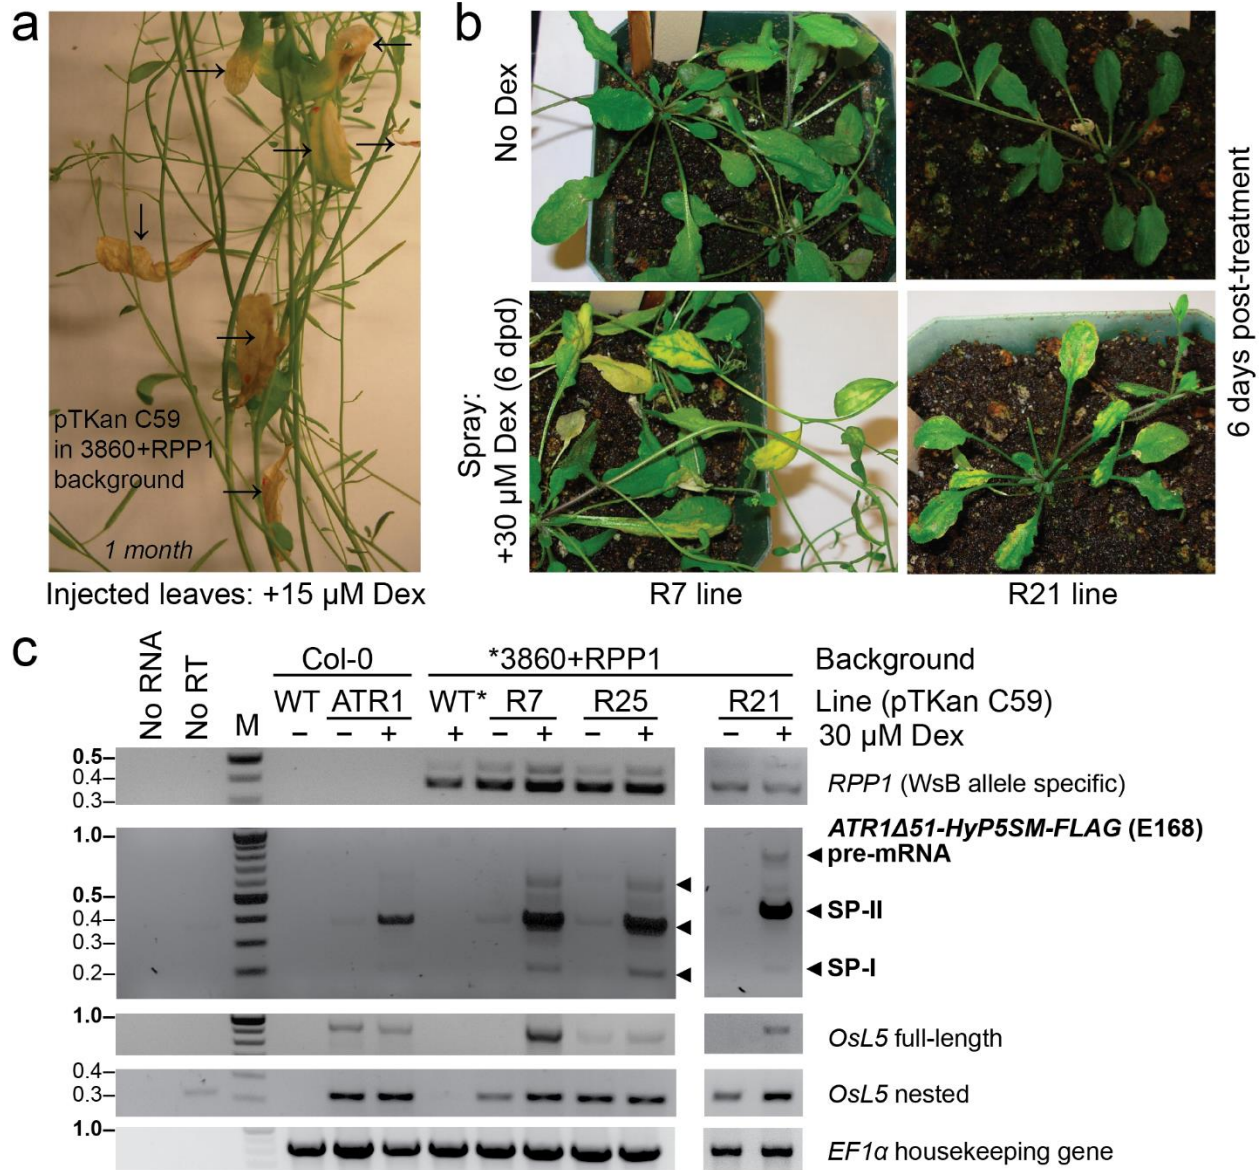 a
pTKan C59
in 3860+RPP1
background
1 month
Injected leaves: +15 µM Dex
b
No Dex
Spray:
+30 µM Dex (6 dpd)
6 days post-treatment
R7 line
R21 line
c
No RNA
No RT
M
Col-0
*3860+RPP1
Background
WT
ATR1
WT*
R7
R25
R21
Line (pTKan C59)
− − + + − + − + − +
30 µM Dex
0.5
0.4
0.3
RPP1 (WsB allele specific)
1.0
0.5
0.4
0.3
0.2
ATR1Δ51-HyP5SM-FLAG (E168)
pre-mRNA
SP-II
SP-I
1.0
OsL5 full-length
0.4
0.3
OsL5 nested
1.0
EF1α housekeeping gene